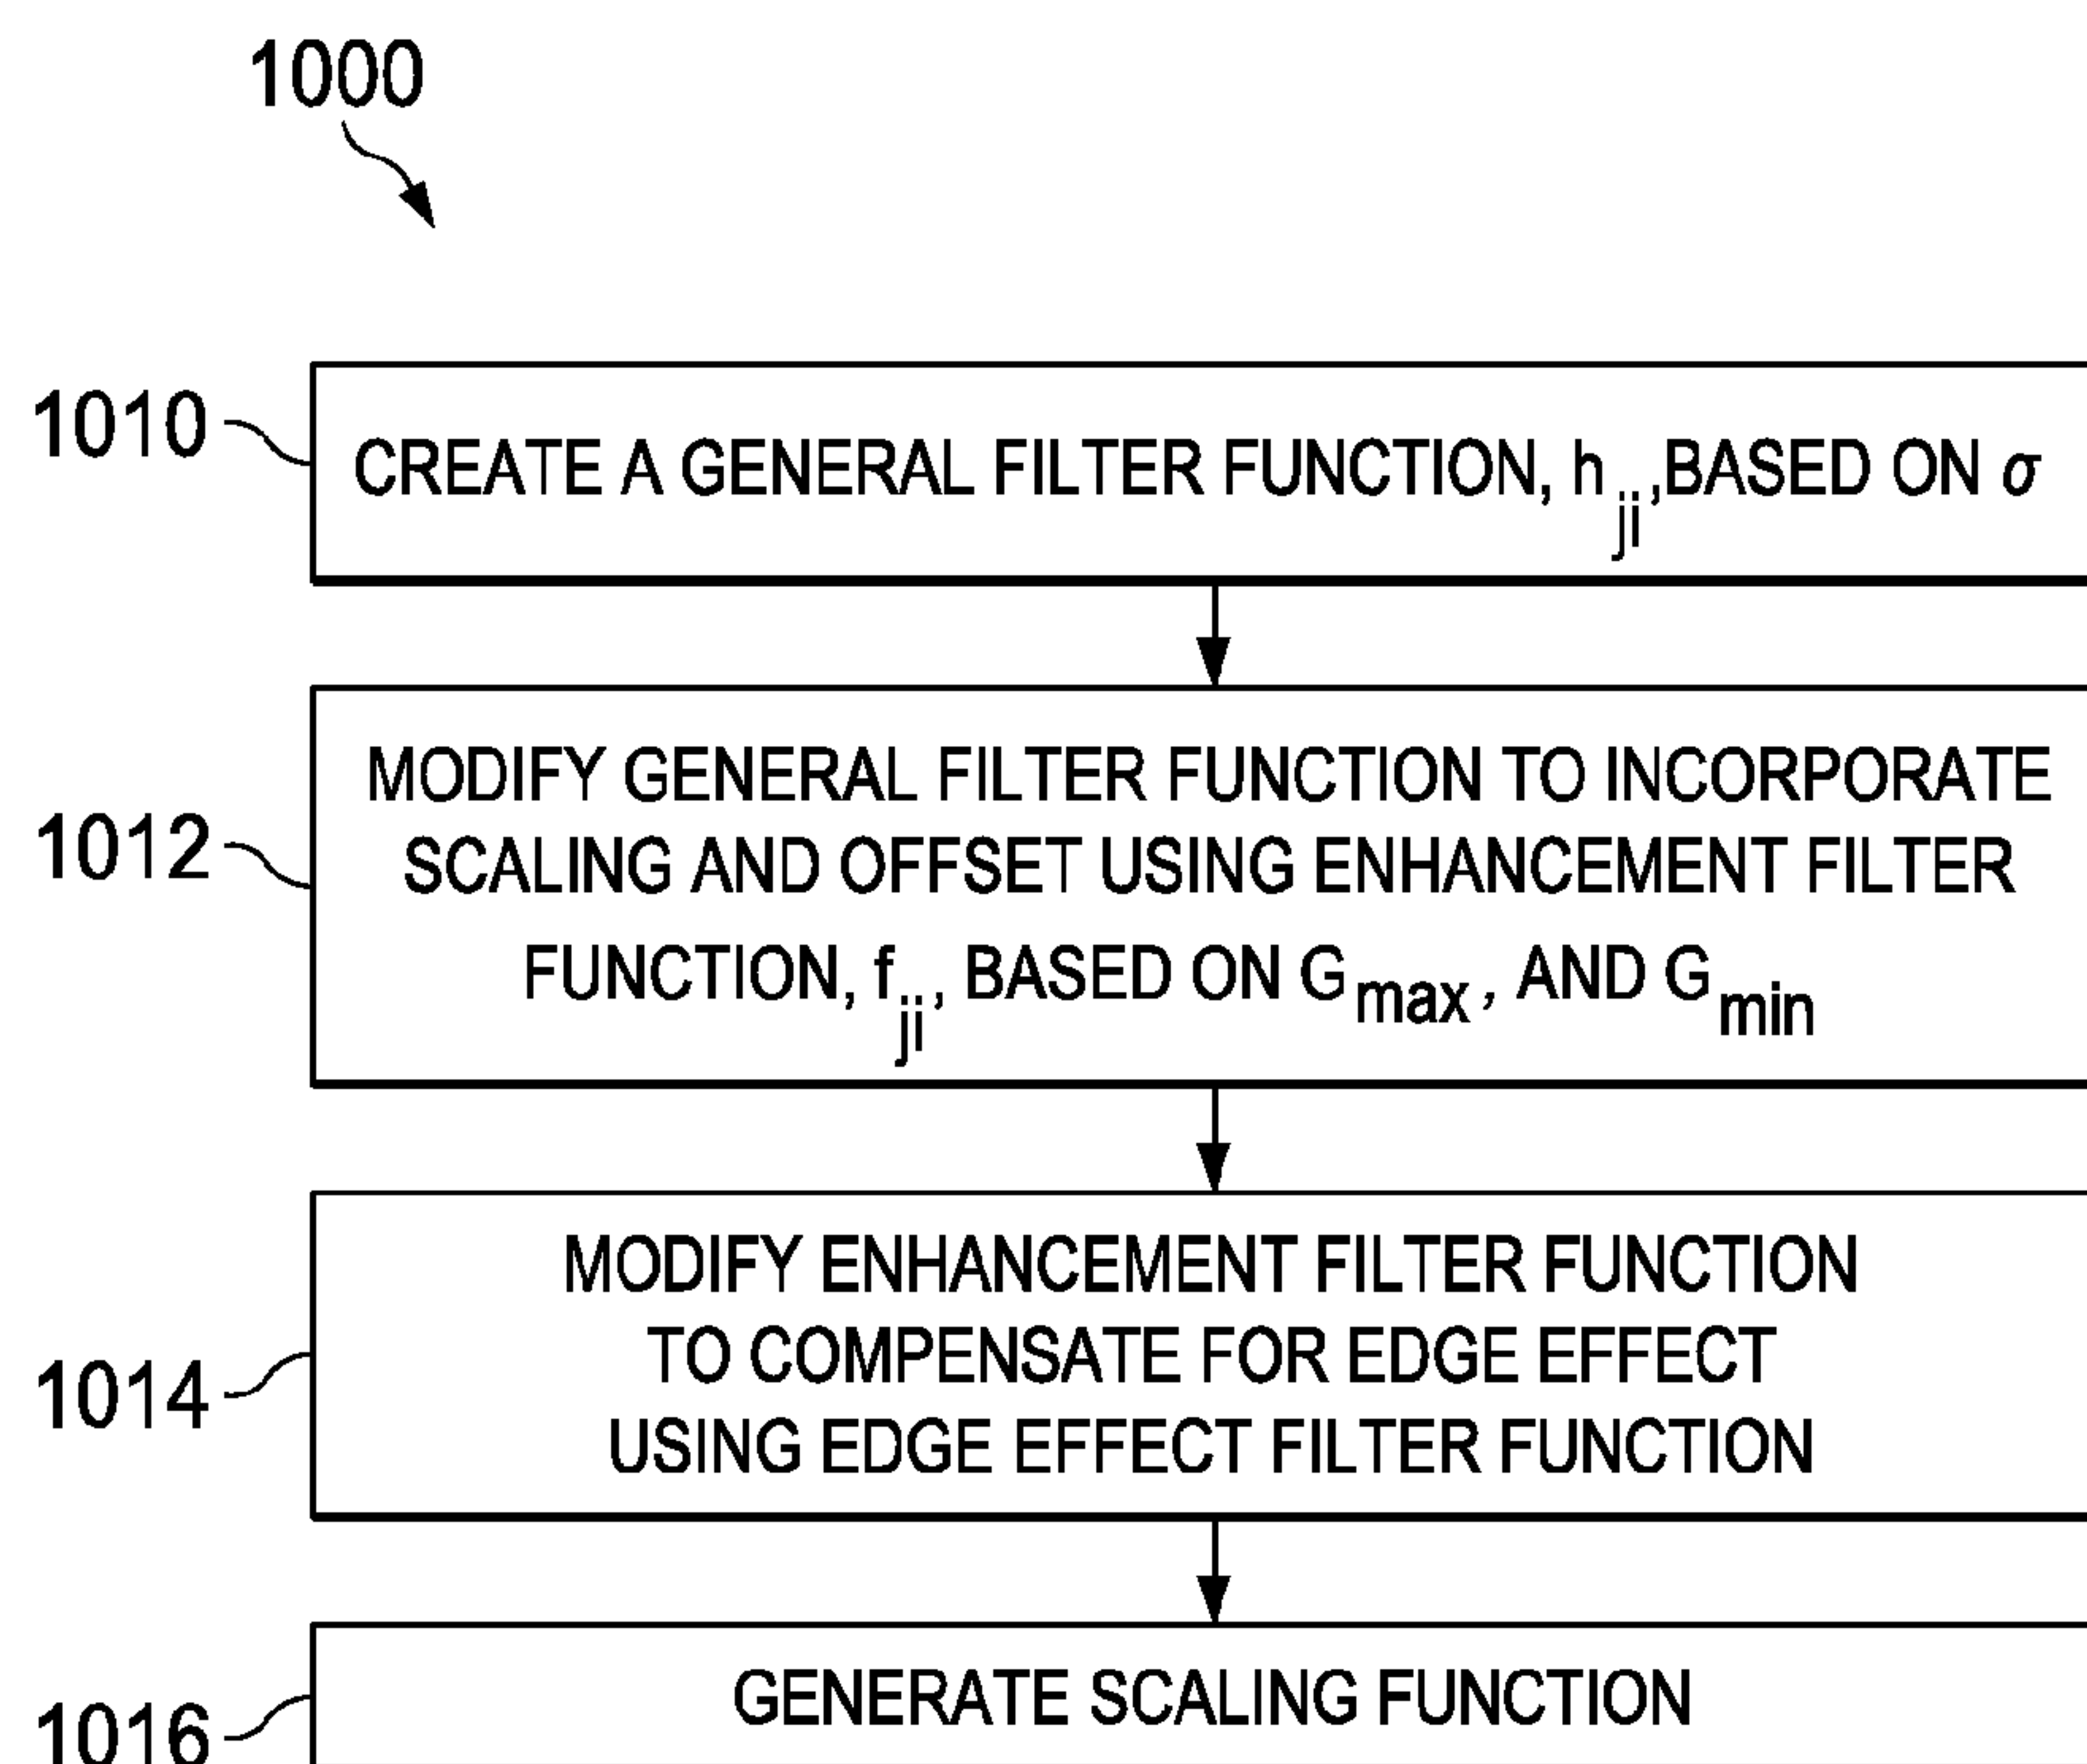 1000
1010
CREATE A GENERAL FILTER FUNCTION, h ji, BASED ON σ
1012
MODIFY GENERAL FILTER FUNCTION TO INCORPORATE
SCALING AND OFFSET USING ENHANCEMENT FILTER
FUNCTION, f ji, BASED ON G max, AND G min
1014
MODIFY ENHANCEMENT FILTER FUNCTION
TO COMPENSATE FOR EDGE EFFECT
USING EDGE EFFECT FILTER FUNCTION
1016
GENERATE SCALING FUNCTION